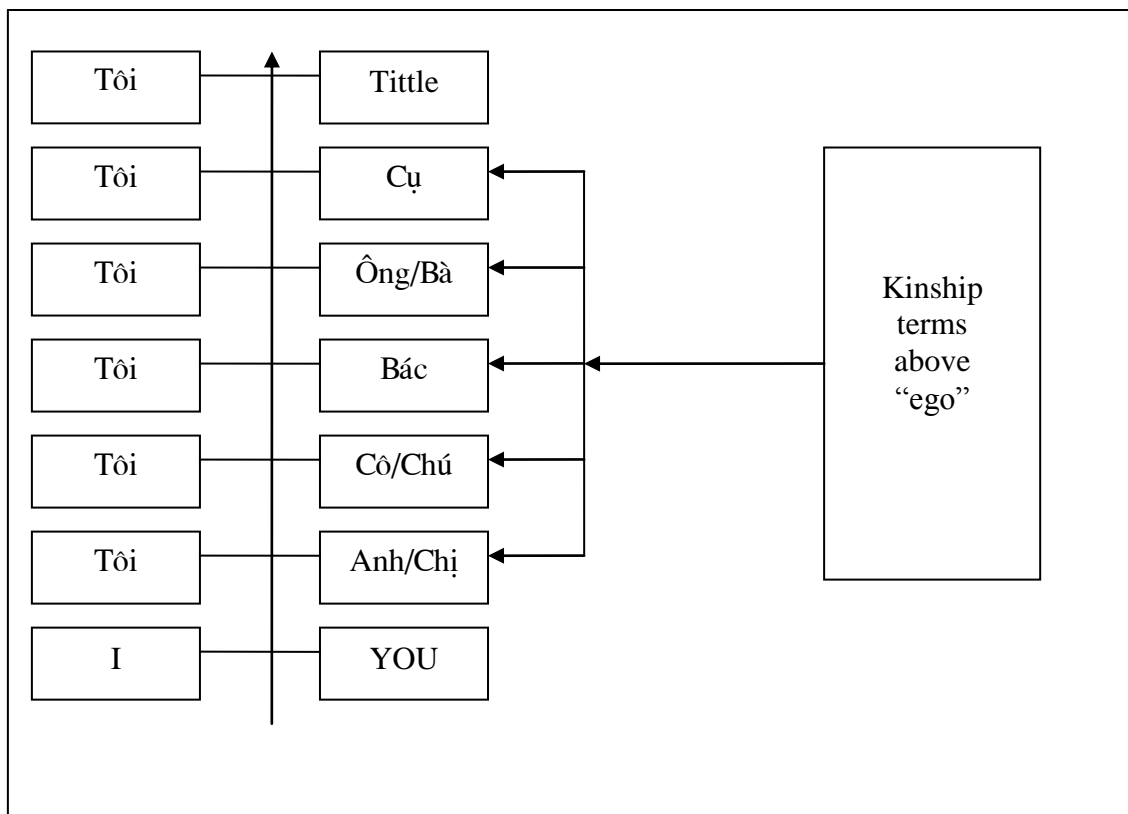 Tôi Tittle
Tôi Cụ
Tôi Ông/Bà
Tôi Bác
Tôi Cô/Chú
Tôi Anh/Chị
I YOU
Kinship
terms
above
“ego”